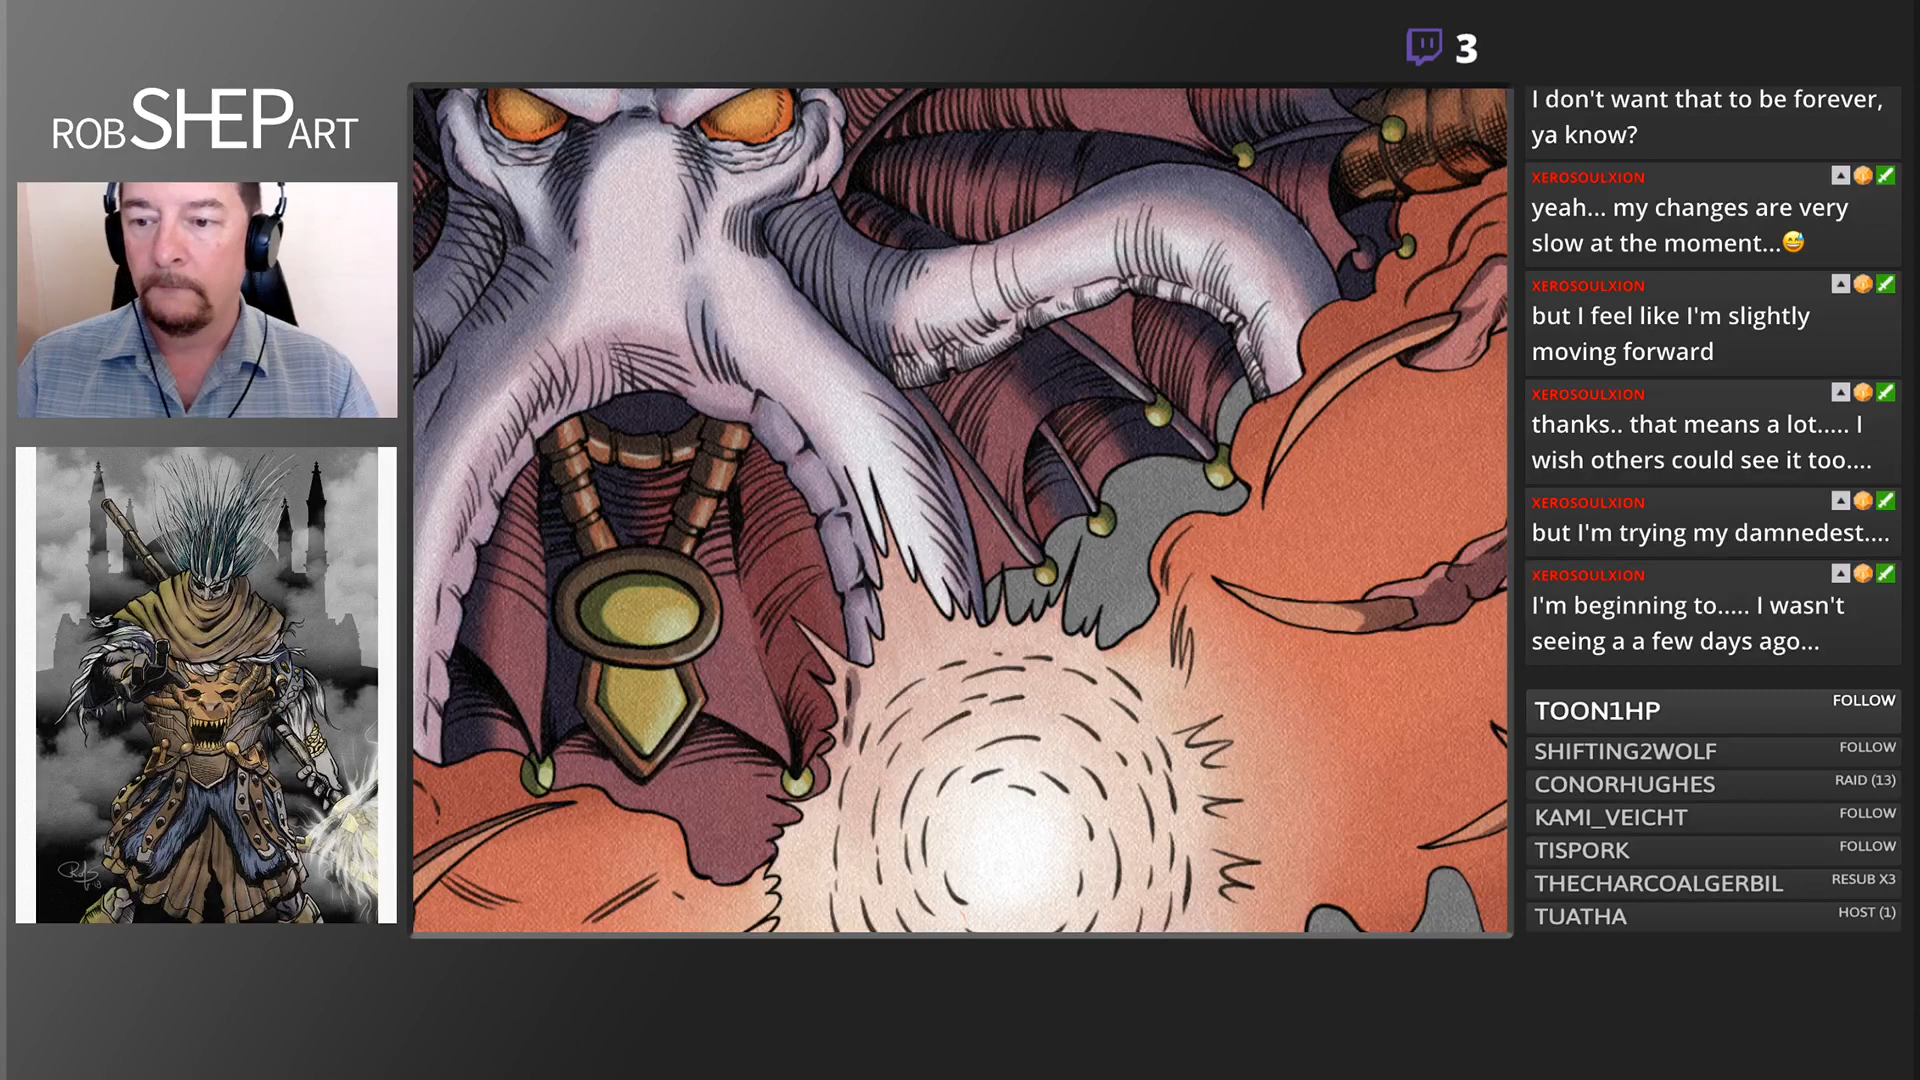 3
ROB SHEP ART
I don't want that to be forever,
ya know?
XEROSOULXION
yeah... my changes are very
slow at the moment...😅
XEROSOULXION
but I feel like I'm slightly
moving forward
XEROSOULXION
thanks.. that means a lot..... I
wish others could see it too....
XEROSOULXION
but I'm trying my damnedest....
XEROSOULXION
I'm beginning to..... I wasn't
seeing a a few days ago...
TOON1HP FOLLOW
SHIFTING2WOLF FOLLOW
CONORHUGHES RAID (13)
KAMI_VEICHT FOLLOW
TISPORK FOLLOW
THECHARCOALGERBIL RESUB X3
TUATHA HOST (1)